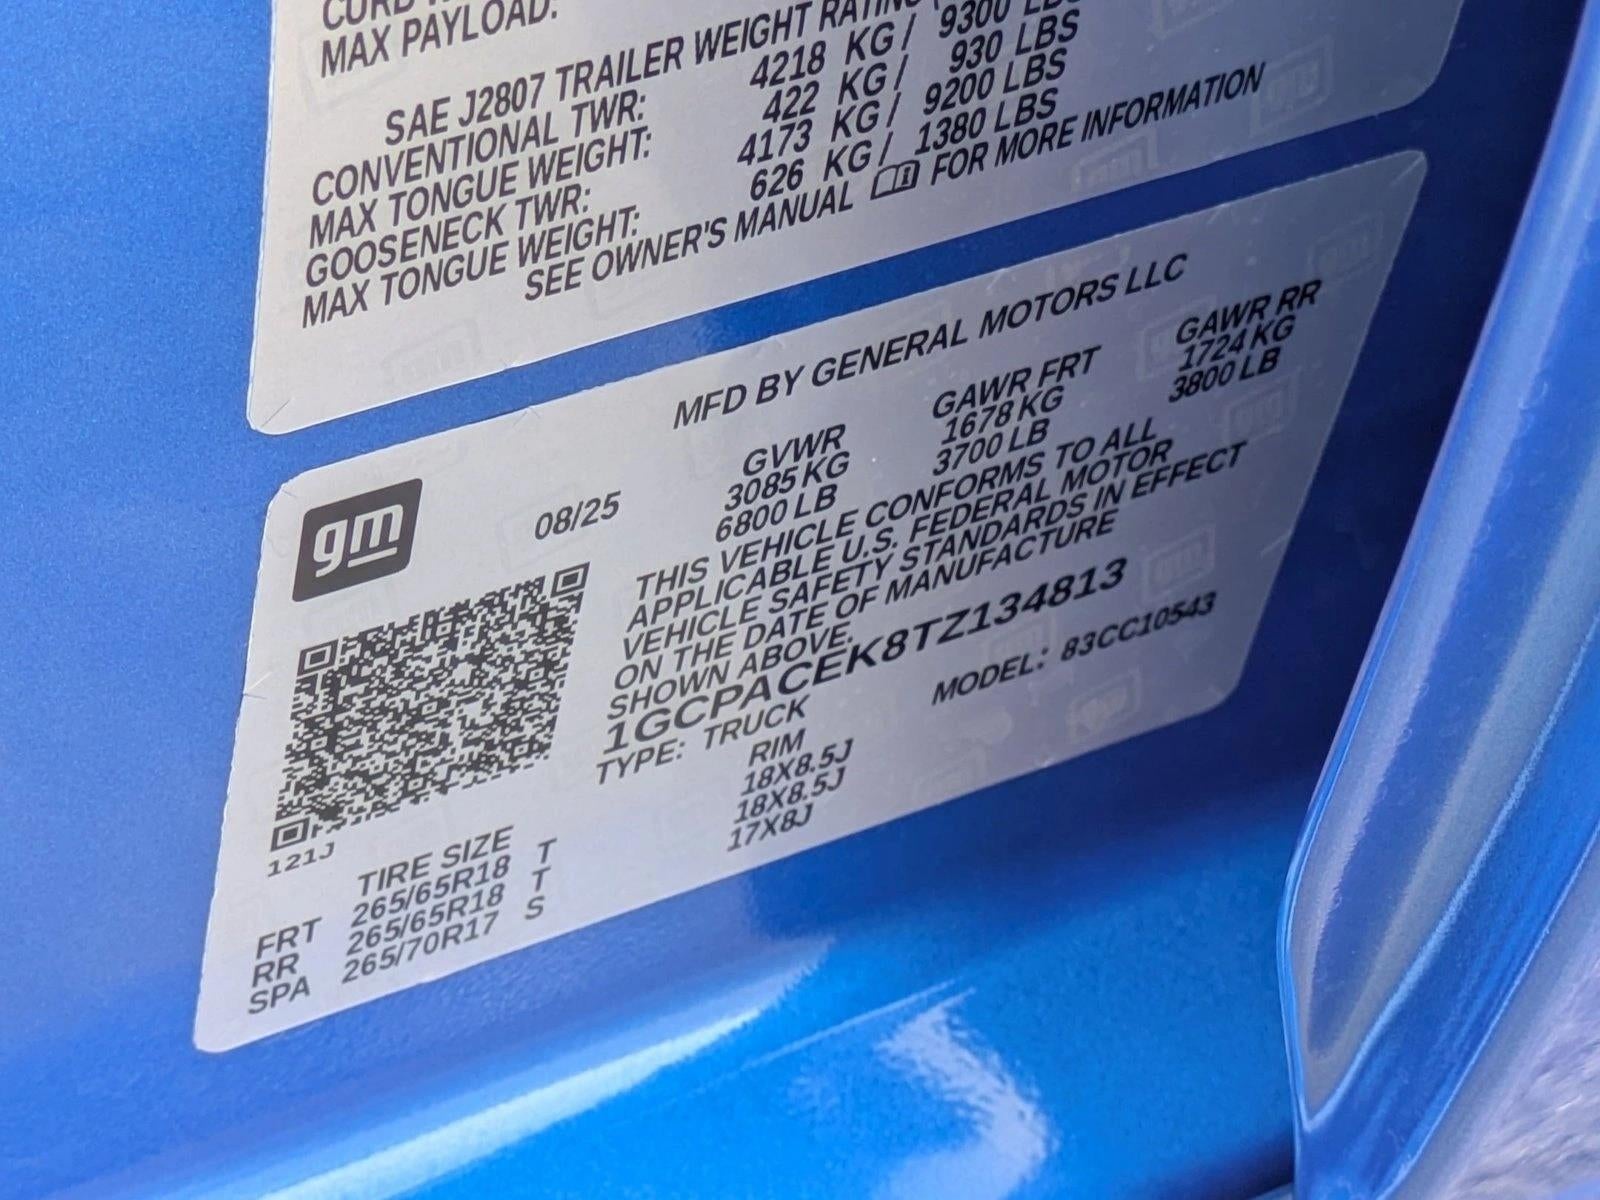 MAX PAYLOAD:
SAE J2807 TRAILER WEIGHT RATING
CONVENTIONAL TWR: 4218 KG / 9300 LBS
MAX TONGUE WEIGHT: 422 KG / 930 LBS
GOOSENECK TWR: 4173 KG / 9200 LBS
MAX TONGUE WEIGHT: 626 KG / 1380 LBS
SEE OWNER'S MANUAL FOR MORE INFORMATION
MFD BY GENERAL MOTORS LLC
gm
08/25
GVWR GAWR FRT GAWR RR
3085 KG 1678 KG 1724 KG
6800 LB 3700 LB 3800 LB
THIS VEHICLE CONFORMS TO ALL
APPLICABLE U.S. FEDERAL MOTOR
VEHICLE SAFETY STANDARDS IN EFFECT
ON THE DATE OF MANUFACTURE
SHOWN ABOVE.
1GCPACEK8TZ134813
TYPE: TRUCK MODEL: 83CC10543
121J
TIRE SIZE RIM
FRT 265/65R18 T 18X8.5J
RR 265/65R18 T 18X8.5J
SPA 265/70R17 S 17X8J